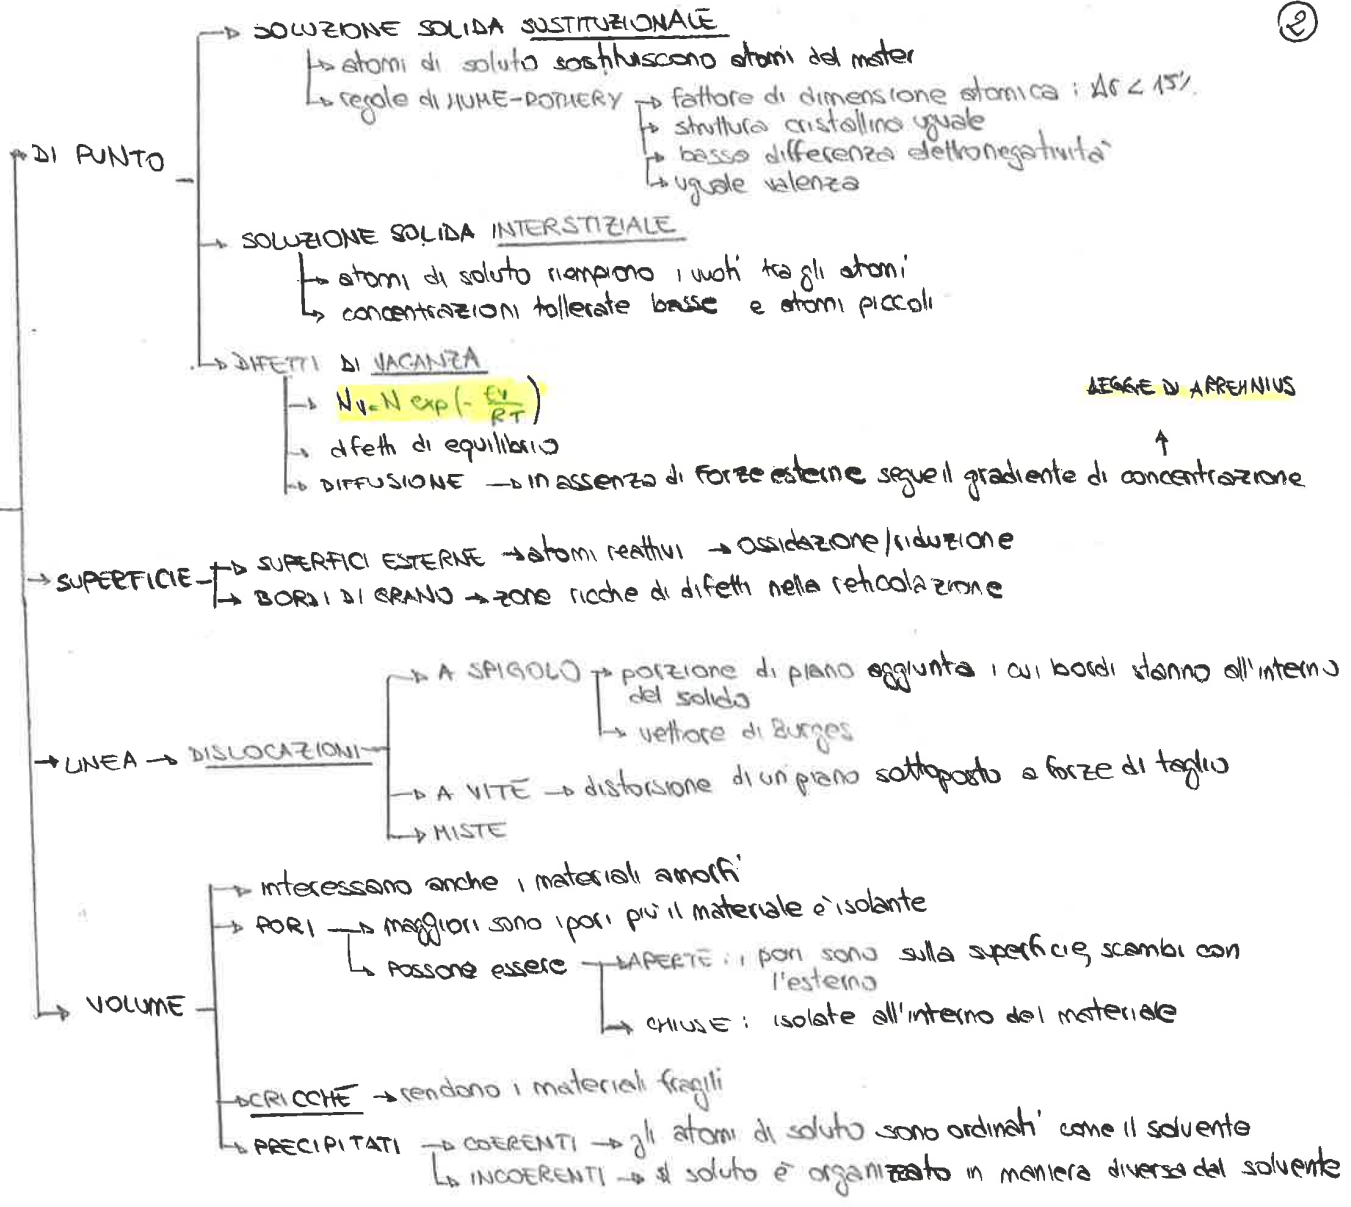 2
→ SOLUZIONE SOLIDA SUSTITUZIONALE
↳ atomi di soluto sostituiscono atomi del mater
↳ regole di HUME-ROTHERY → fattore di dimensione atomica : Δr < 15%
→ struttura cristallina uguale
→ bassa differenza elettronegatività
↳ uguale valenza
→ DI PUNTO
→ SOLUZIONE SOLIDA INTERSTIZIALE
→ atomi di soluto riempiono i vuoti tra gli atomi
↳ concentrazioni tollerate basse e atomi piccoli
→ DIFETTI DI VACANZA
→ Nv = N exp(- Ev/RT)
LEGGE DI ARREHNIUS
→ difetti di equilibrio
↑
→ DIFFUSIONE → in assenza di forze esterne segue il gradiente di concentrazione
→ SUPERFICIE → SUPERFICI ESTERNE → atomi reattivi → ossidazione/riduzione
→ BORDI DI GRANO → zone ricche di difetti nella reticolazione
→ A SPIGOLO → porzione di piano aggiunta i cui bordi stanno all'interno
del solido
↳ vettore di Burges
→ LINEA → DISLOCAZIONI
→ A VITE → distorsione di un piano sottoposto a forze di taglio
→ MISTE
→ interessano anche i materiali amorfi
→ PORI → maggiori sono i pori più il materiale è isolante
↳ possono essere → APERTE : i pori sono sulla superficie, scambi con
l'esterno
→ VOLUME
→ CHIUSE : isolate all'interno del materiale
→ CRICCHE → rendono i materiali fragili
↳ PRECIPITATI → COERENTI → gli atomi di soluto sono ordinati come il solvente
↳ INCOERENTI → il soluto è organizzato in maniera diversa dal solvente